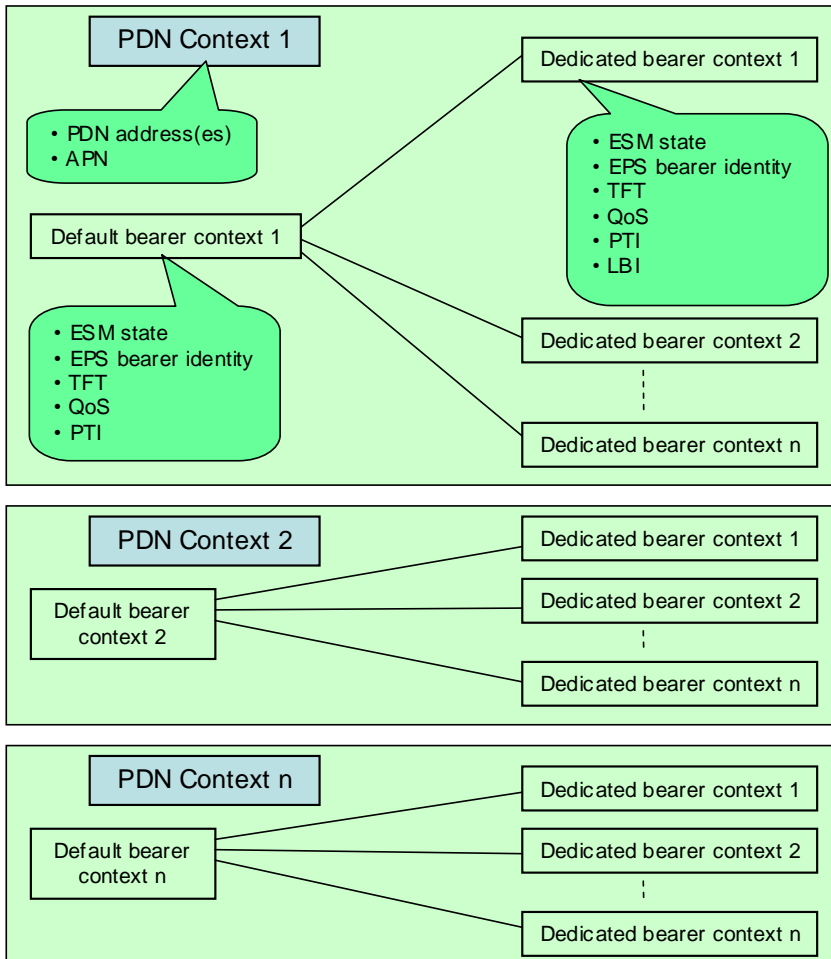 PDN Context 1
• PDN address(es)
• APN
Default bearer context 1
• ESM state
• EPS bearer identity
• TFT
• QoS
• PTI
Dedicated bearer context 1
• ESM state
• EPS bearer identity
• TFT
• QoS
• PTI
• LBI
Dedicated bearer context 2
Dedicated bearer context n
PDN Context 2
Default bearer
context 2
Dedicated bearer context 1
Dedicated bearer context 2
Dedicated bearer context n
PDN Context n
Default bearer
context n
Dedicated bearer context 1
Dedicated bearer context 2
Dedicated bearer context n